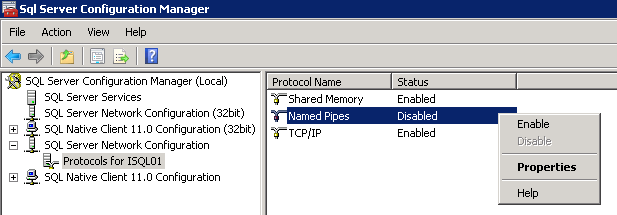 Sql Server Configuration Manager
File Action View Help
SQL Server Configuration Manager (Local)
SQL Server Services
SQL Server Network Configuration (32bit)
SQL Native Client 11.0 Configuration (32bit)
SQL Server Network Configuration
Protocols for ISQL01
SQL Native Client 11.0 Configuration
Protocol Name Status
Shared Memory Enabled
Named Pipes Disabled
TCP/IP Enabled
Enable
Disable
Properties
Help